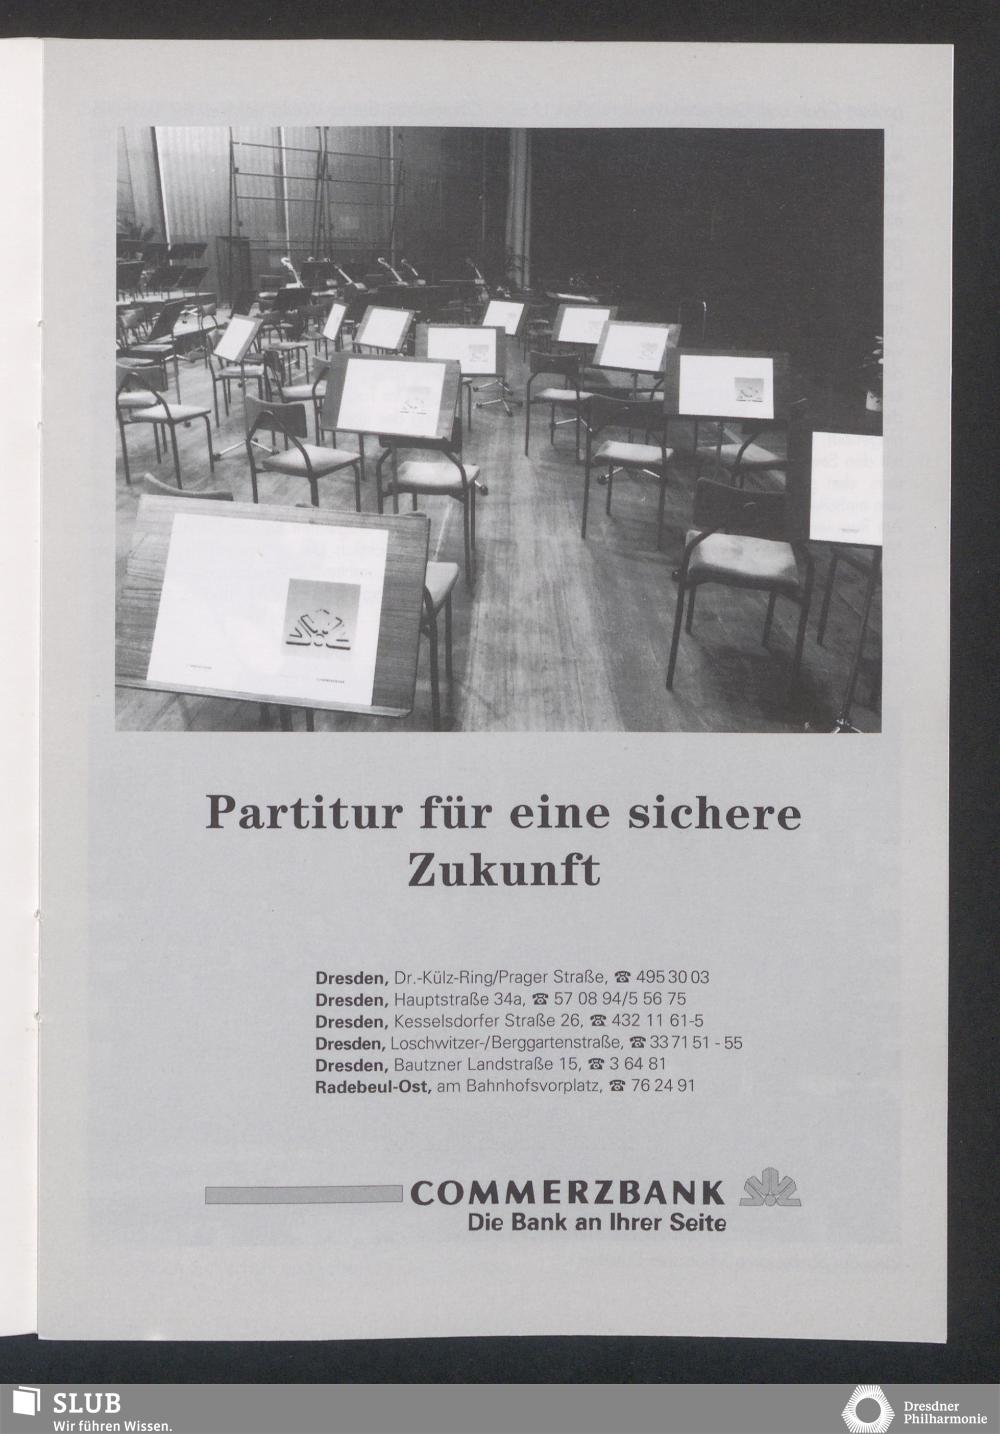 Partitur für eine sichere
Zukunft
Dresden, Dr.-Külz-Ring/Prager Straße, ☎ 495 30 03
Dresden, Hauptstraße 34a, ☎ 57 08 94/5 56 75
Dresden, Kesselsdorfer Straße 26, ☎ 432 11 61-5
Dresden, Loschwitzer-/Berggartenstraße, ☎ 33 71 51 - 55
Dresden, Bautzner Landstraße 15, ☎ 3 64 81
Radebeul-Ost, am Bahnhofsvorplatz, ☎ 76 24 91
COMMERZBANK
Die Bank an Ihrer Seite
SLUB
Wir führen Wissen.
Dresdner
Philharmonie